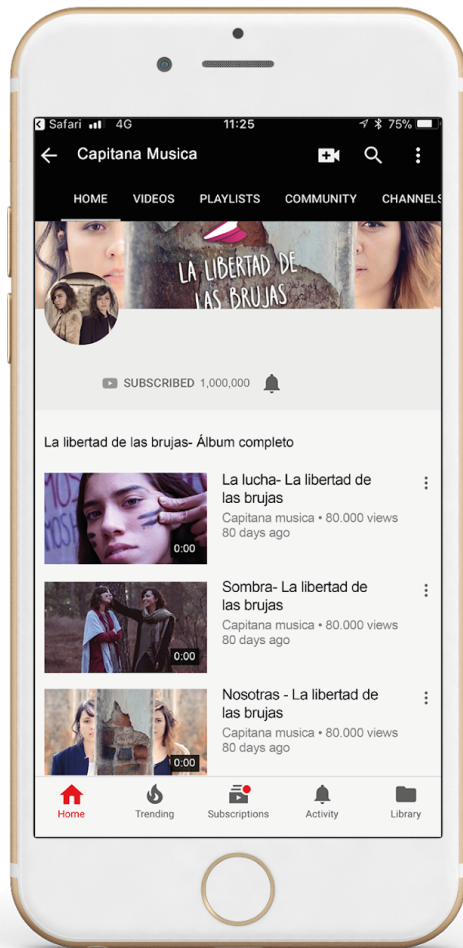 Safari 4G 11:25 75%
Capitana Musica
HOME VIDEOS PLAYLISTS COMMUNITY CHANNELS
LA LIBERTAD DE
LAS BRUJAS
SUBSCRIBED 1,000,000
La libertad de las brujas- Álbum completo
La lucha- La libertad de
las brujas
Capitana musica • 80.000 views
80 days ago
0:00
Sombra- La libertad de
las brujas
Capitana musica • 80.000 views
80 days ago
0:00
Nosotras - La libertad de
las brujas
Capitana musica • 80.000 views
80 days ago
0:00
Home Trending Subscriptions Activity Library